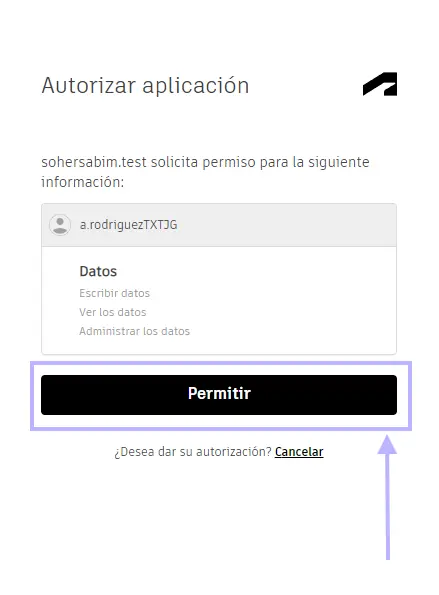 Autorizar aplicación
sohersabim.test solicita permiso para la siguiente
información:
a.rodriguezTXTJG
Datos
Escribir datos
Ver los datos
Administrar los datos
Permitir
¿Desea dar su autorización? Cancelar